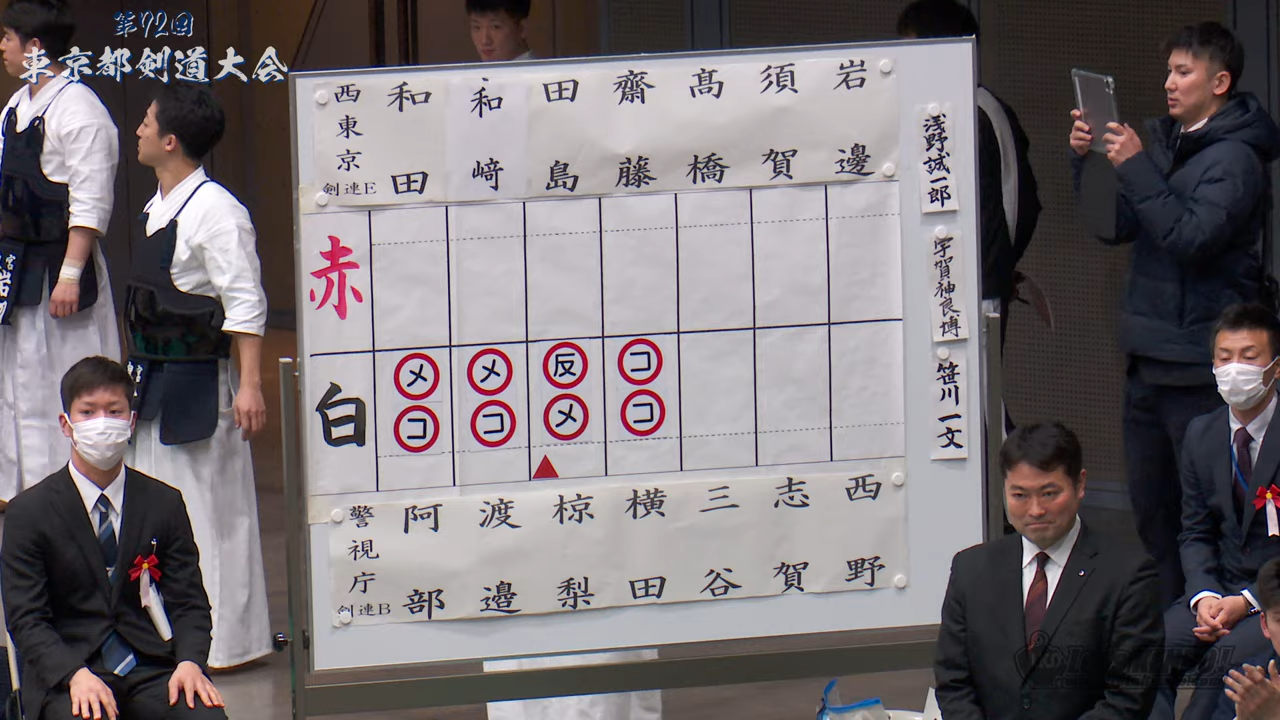 第72回
東京都剣道大会
西東京
剣連E
和田
和﨑
田島
齋藤
髙橋
須賀
岩邊
赤
白
メ
コ
メ
コ
反
メ
コ
コ
警視庁
剣連B
阿部
渡邉
椋梨
横田
三谷
志賀
西野
浅野誠一郎
宇賀神良博
笹川一文